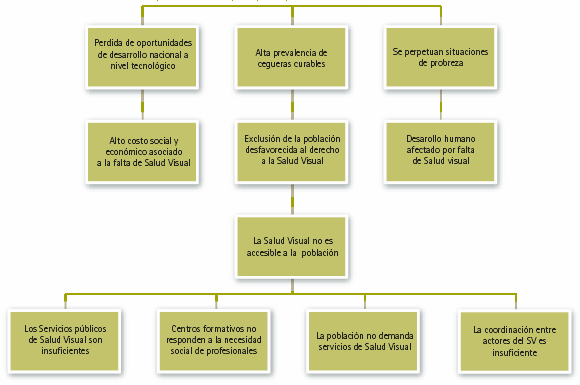 Perdida de oportunidades
de desarrollo nacional a
nivel tecnológico
Alta prevalencia de
cegueras curables
Se perpetuan situaciones
de probreza
Alto costo social y
económico asociado
a la falta de Salud Visual
Exclusión de la población
desfavorecida al derecho
a la Salud Visual
Desarollo humano
afectado por falta
de Salud visual
La Salud Visual no es
accesible a la población
Los Servicios públicos
de Salud Visual son
insuficientes
Centros formativos no
responden a la necesidad
social de profesionales
La población no demanda
servicios de Salud Visual
La coordinación entre
actores del SV es
insuficiente